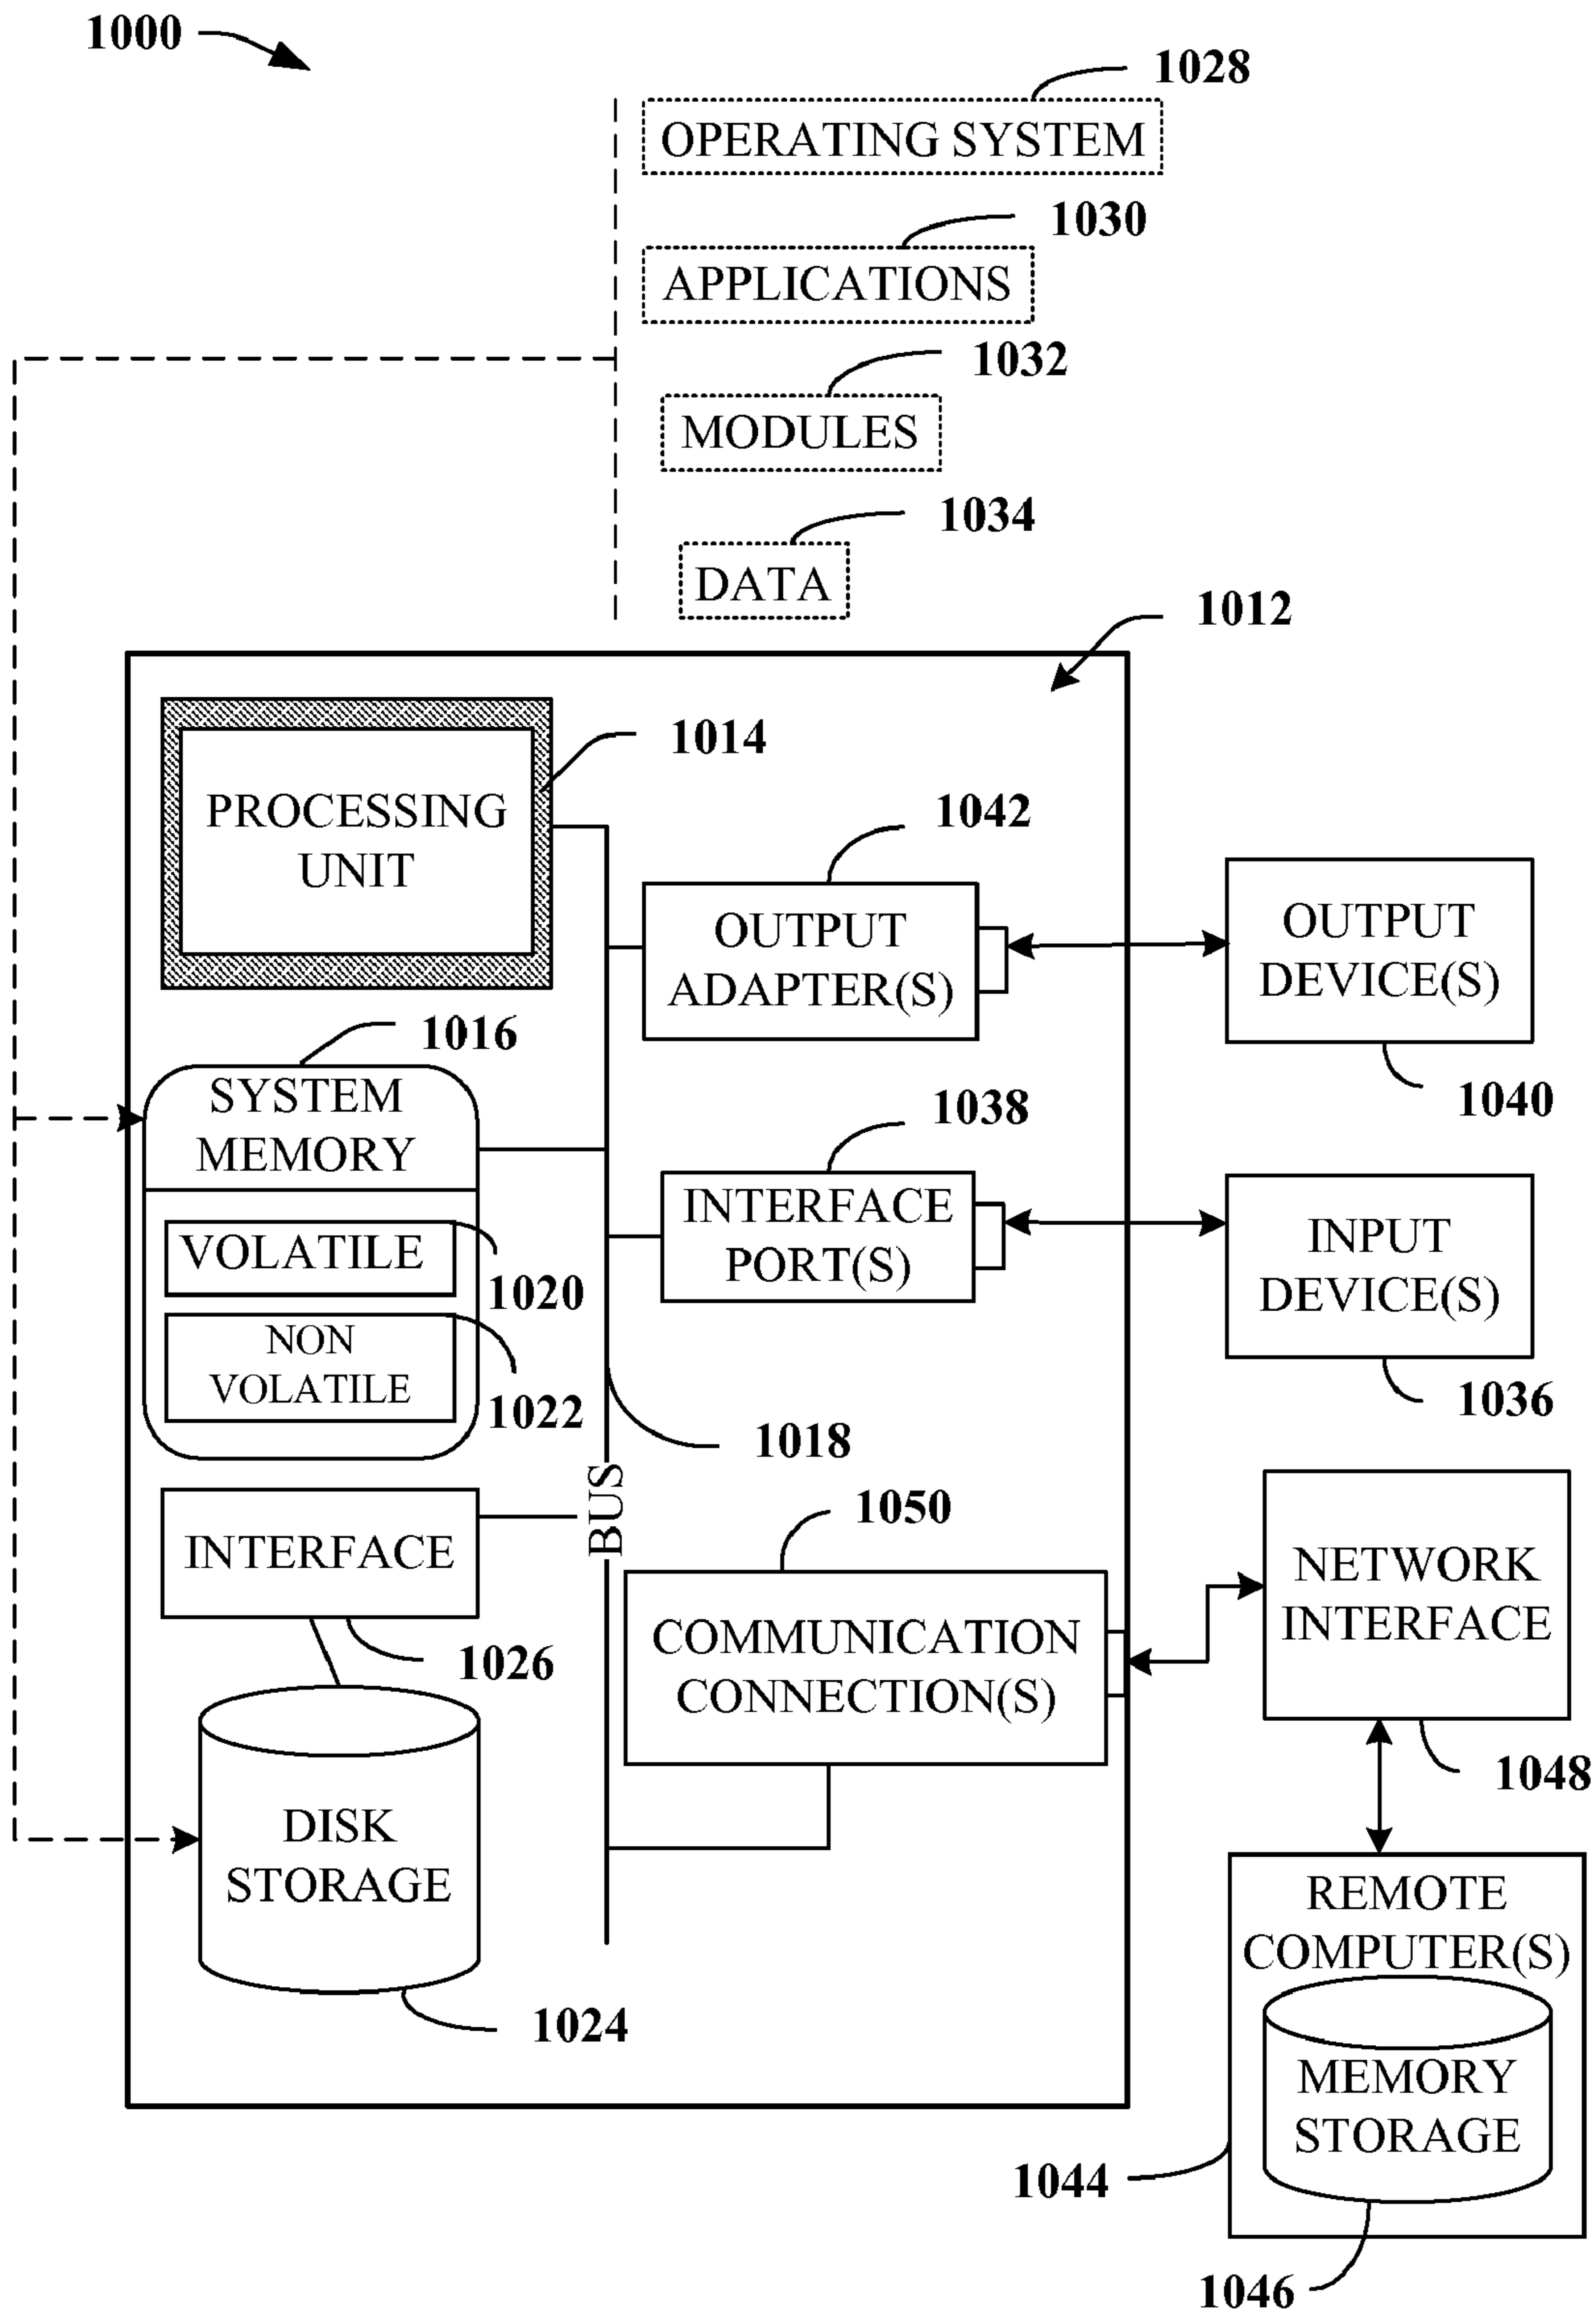 1000
1028
OPERATING SYSTEM
1030
APPLICATIONS
1032
MODULES
1034
DATA
1012
1014
PROCESSING
UNIT
1042
OUTPUT
ADAPTER(S)
OUTPUT
DEVICE(S)
1040
1016
SYSTEM
MEMORY
VOLATILE
1020
NON
VOLATILE
1022
1038
INTERFACE
PORT(S)
INPUT
DEVICE(S)
1036
1018
BUS
INTERFACE
1026
1050
COMMUNICATION
CONNECTION(S)
NETWORK
INTERFACE
1048
DISK
STORAGE
1024
REMOTE
COMPUTER(S)
MEMORY
STORAGE
1044
1046